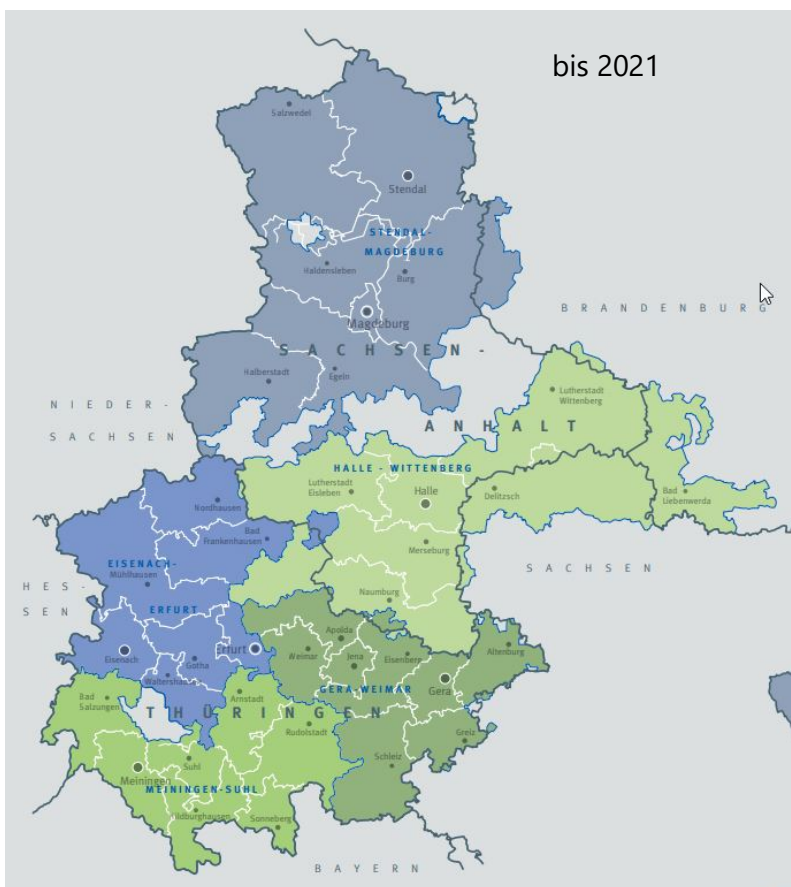 bis 2021
Salzwedel
Stendal
STENDAL-
MAGDEBURG
Haldensleben
Burg
BRANDENBURG
Magdeburg
SACHSEN-
Halberstadt
Egeln
Lutherstadt
Wittenberg
NIEDER-
SACHSEN
ANHALT
HALLE - WITTENBERG
Lutherstadt
Eisleben
Halle
Delitzsch
Bad
Liebenwerda
Nordhausen
Bad
Frankenhausen
Merseburg
EISENACH-
Mühlhausen
SACHSEN
HES-
SEN
Naumburg
ERFURT
Apolda
Erfurt
Weimar
Jena
Eisenberg
Altenburg
Eisenach
Gotha
Waltershausen
GERA-WEIMAR
Gera
Bad
Salzungen
Arnstadt
THÜRINGEN
Rudolstadt
Greiz
Suhl
Schleiz
Meiningen
MEININGEN-SUHL
Hildburghausen
Sonneberg
BAYERN